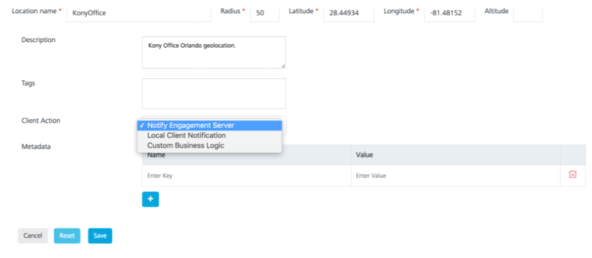 Location name * KonyOffice Radius * 50 Latitude * 28.44934 Longitude * -81.48152 Altitude
Description
Kony Office Orlando geolocation.
Tags
Client Action
✓ Notify Engagement Server
Local Client Notification
Custom Business Logic
Metadata
Name Value
Enter Key Enter Value
+
Cancel Reset Save